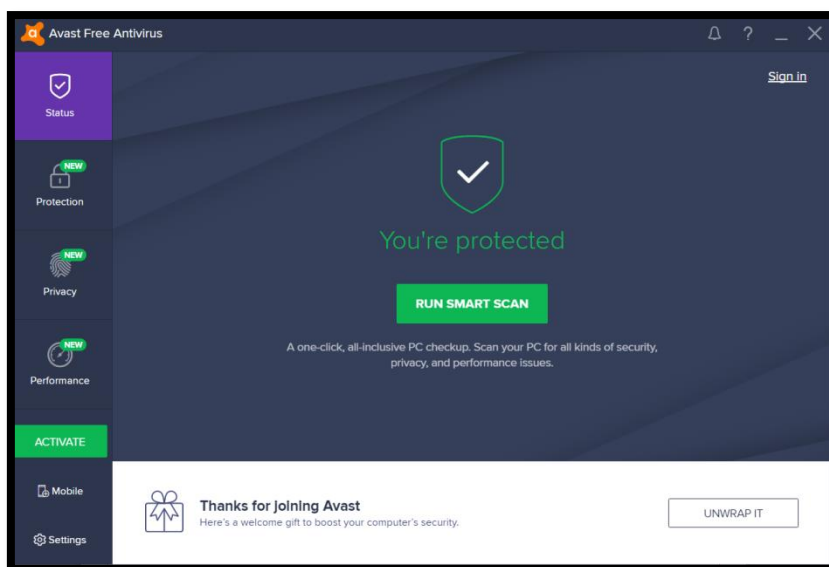 Avast Free Antivirus
?
Sign in
Status
NEW
Protection
NEW
Privacy
NEW
Performance
ACTIVATE
Mobile
Settings
You're protected
RUN SMART SCAN
A one-click, all-inclusive PC checkup. Scan your PC for all kinds of security,
privacy, and performance issues.
Thanks for joining Avast
Here's a welcome gift to boost your computer's security.
UNWRAP IT